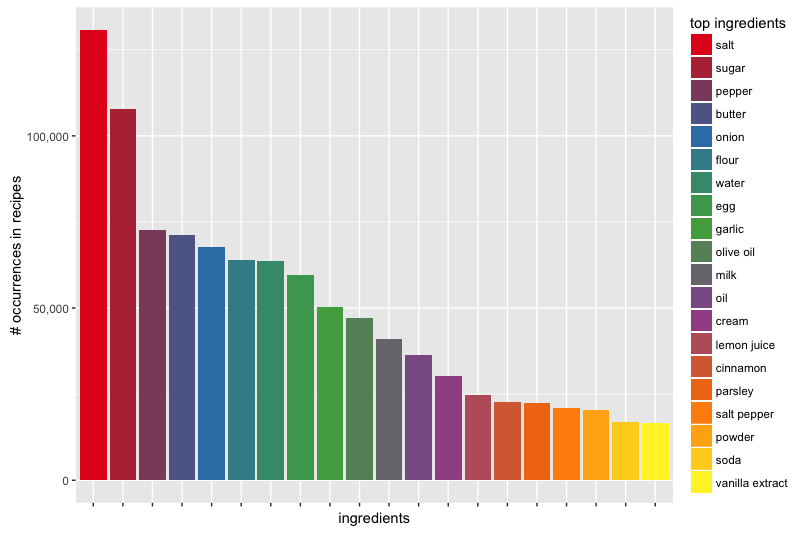 # occurrences in recipes
100,000
50,000
0
ingredients
top ingredients
salt
sugar
pepper
butter
onion
flour
water
egg
garlic
olive oil
milk
oil
cream
lemon juice
cinnamon
parsley
salt pepper
powder
soda
vanilla extract